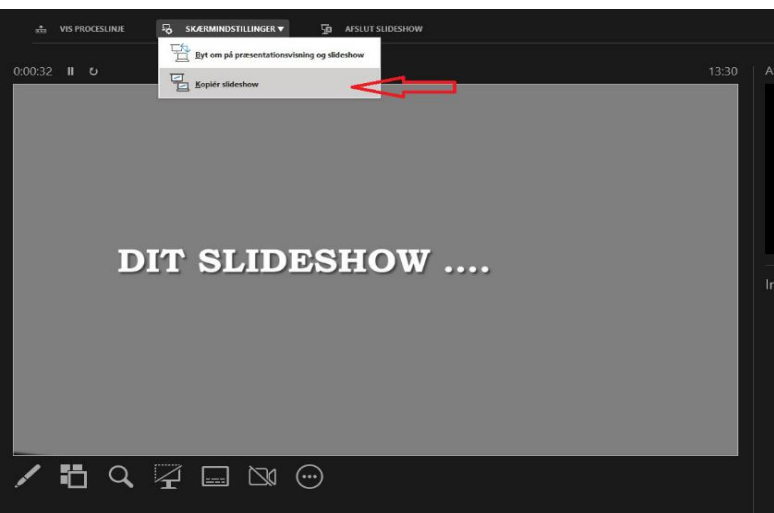 VIS PROCESLINJE SKÆRMINDSTILLINGER ▼ AFSLUT SLIDESHOW
Byt om på præsentationsvisning og slideshow
Kopiér slideshow
0:00:32 13:30 A
DIT SLIDESHOW ....
In